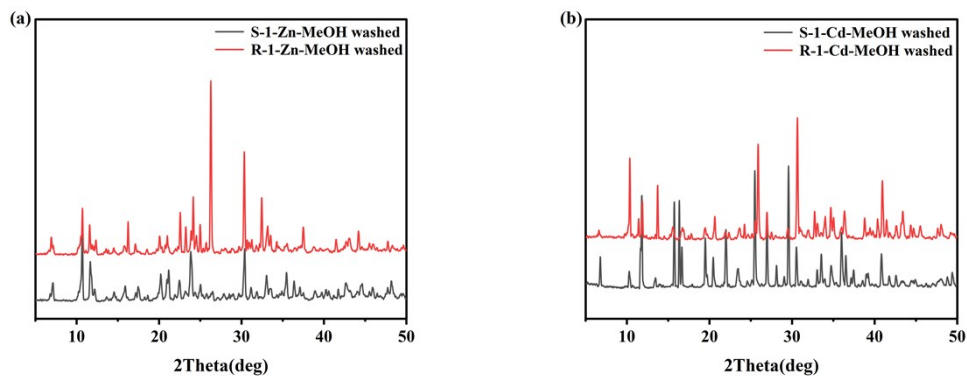 (a)
S-1-Zn-MeOH washed
R-1-Zn-MeOH washed
10
20
30
40
50
2Theta(deg)
(b)
S-1-Cd-MeOH washed
R-1-Cd-MeOH washed
10
20
30
40
50
2Theta(deg)